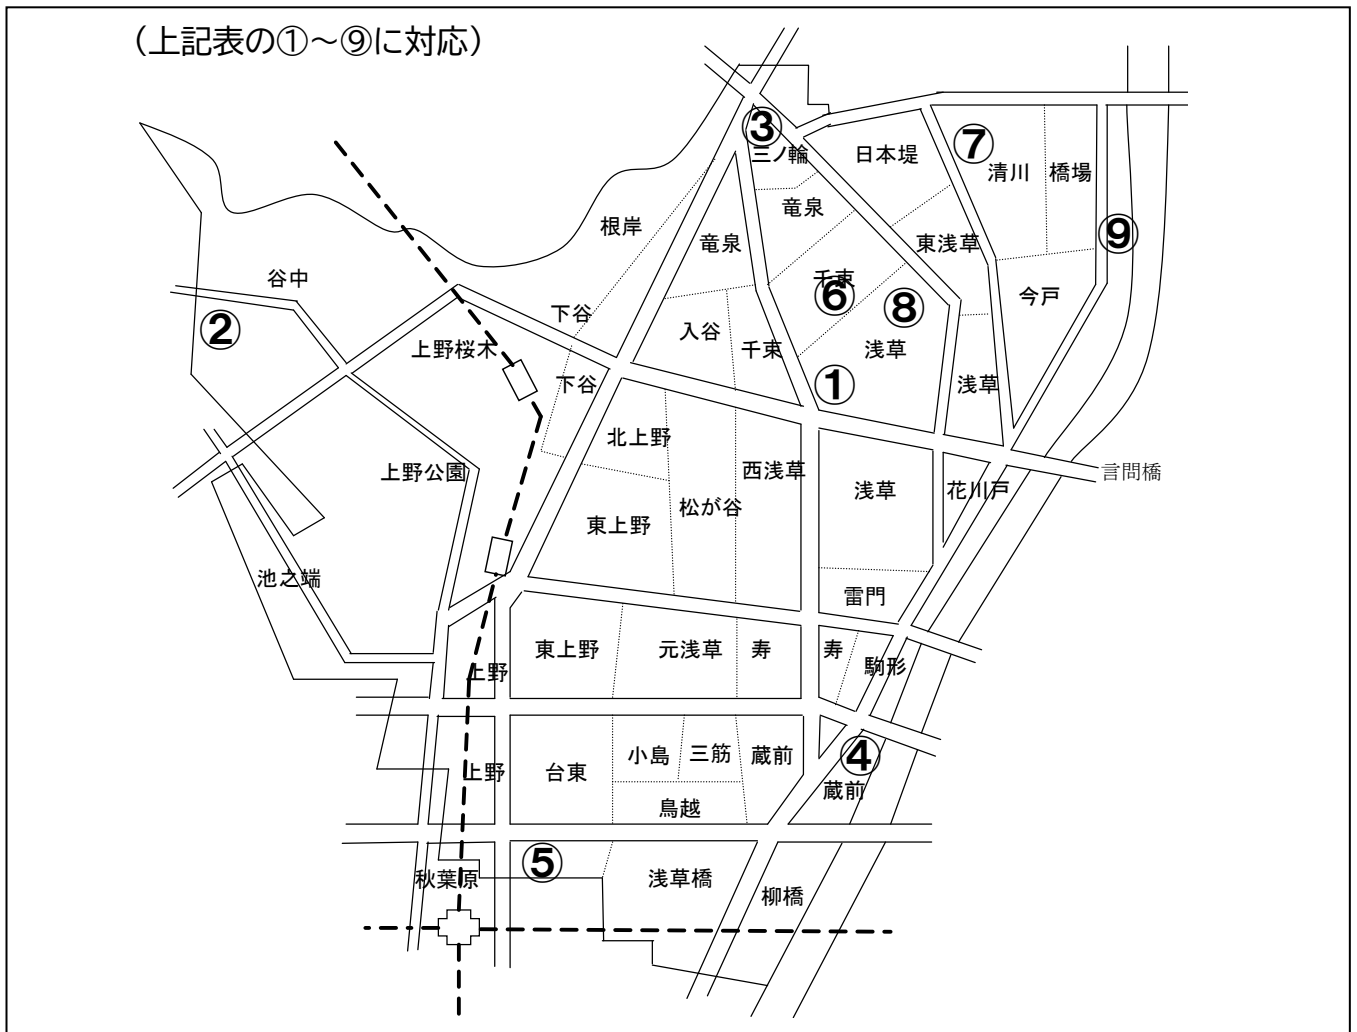 (上記表の①~⑨に対応)
③
三ノ輪
日本堤
⑦
清川
橋場
根岸
竜泉
竜泉
東浅草
⑨
谷中
②
千束
⑥
⑧
今戸
下谷
入谷
千束
浅草
上野桜木
下谷
①
浅草
北上野
西浅草
上野公園
松が谷
浅草
花川戸
言問橋
東上野
池之端
雷門
東上野
元浅草
寿
寿
駒形
上野
上野
台東
小島
三筋
蔵前
④
蔵前
鳥越
⑤
秋葉原
浅草橋
柳橋